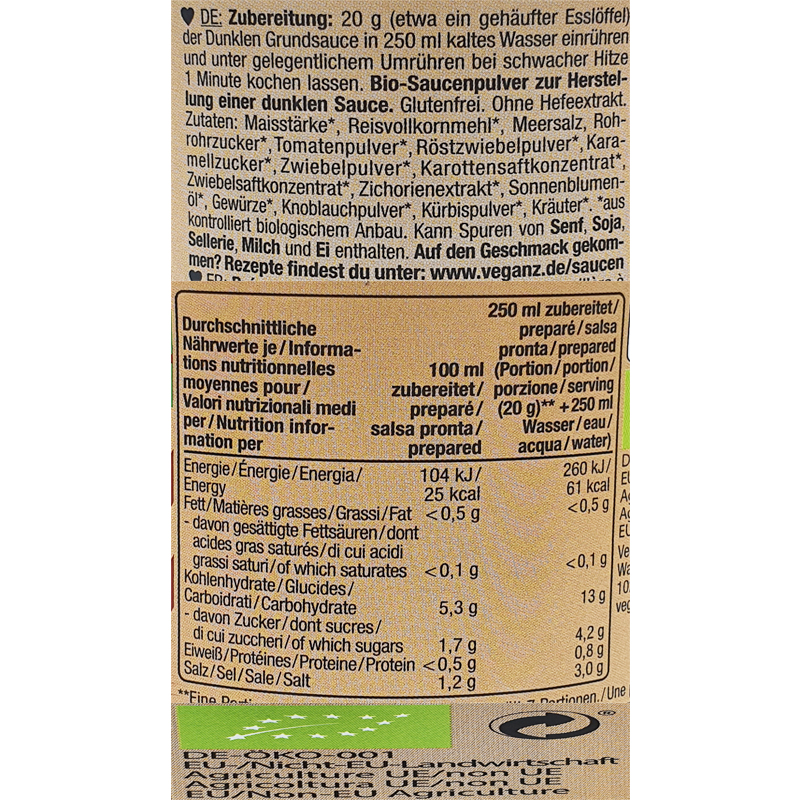 DE: Zubereitung: 20 g (etwa ein gehäufter Esslöffel)
der Dunklen Grundsauce in 250 ml kaltes Wasser einrühren
und unter gelegentlichem Umrühren bei schwacher Hitze
1 Minute kochen lassen. Bio-Saucenpulver zur Herstel-
lung einer dunklen Sauce. Glutenfrei. Ohne Hefeextrakt.
Zutaten: Maisstärke*, Reisvollkornmehl*, Meersalz, Roh-
rohrzucker*, Tomatenpulver*, Röstzwiebelpulver*, Kara-
mellzucker*, Zwiebelpulver*, Karottensaftkonzentrat*,
Zwiebelsaftkonzentrat*, Zichorienextrakt*, Sonnenblumen-
öl*, Gewürze*, Knoblauchpulver*, Kürbispulver*, Kräuter*. *aus
kontrolliert biologischem Anbau. Kann Spuren von Senf, Soja,
Sellerie, Milch und Ei enthalten. Auf den Geschmack gekom-
men? Rezepte findest du unter: www.veganz.de/saucen
Durchschnittliche
Nährwerte je/Informa-
tions nutritionnelles
moyennes pour/
Valori nutrizionali medi
per/Nutrition infor-
mation per
100 ml
zubereitet/
preparé/
salsa pronta/
prepared
250 ml zubereitet/
preparé/salsa
pronta/prepared
(Portion/portion/
porzione/serving
(20 g)** +250 ml
Wasser/eau/
acqua/water)
Energie/Énergie/Energia/ 104 kJ/ 260 kJ/
Energy 25 kcal 61 kcal
Fett/Matières grasses/Grassi/Fat <0,5 g <0,5 g
- davon gesättigte Fettsäuren/dont
acides gras saturés/di cui acidi
grassi saturi/of which saturates <0,1 g <0,1 g
Kohlenhydrate/Glucides/
Carboidrati/Carbohydrate 5,3 g 13 g
- davon Zucker/dont sucres/
di cui zuccheri/of which sugars 1,7 g 4,2 g
Eiweiß/Protéines/Proteine/Protein <0,5 g 0,8 g
Salz/Sel/Sale/Salt 1,2 g 3,0 g
**Eine Portionen./Une
DE-ÖKO-001
EU-/Nicht-EU-Landwirtschaft
Agriculture UE/non UE
Agricoltura UE/non UE
EU/Non-EU Agriculture